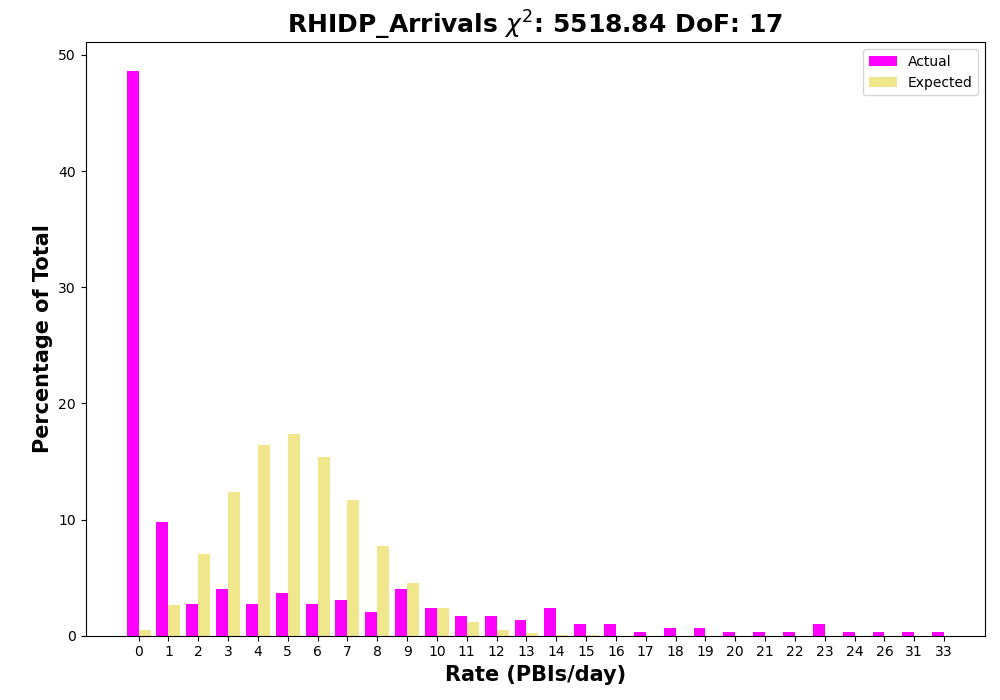 RHIDP_Arrivals χ²: 5518.84 DoF: 17
Actual
Expected
50
40
30
20
10
0
Percentage of Total
0 1 2 3 4 5 6 7 8 9 10 11 12 13 14 15 16 17 18 19 20 21 22 23 24 26 31 33
Rate (PBIs/day)